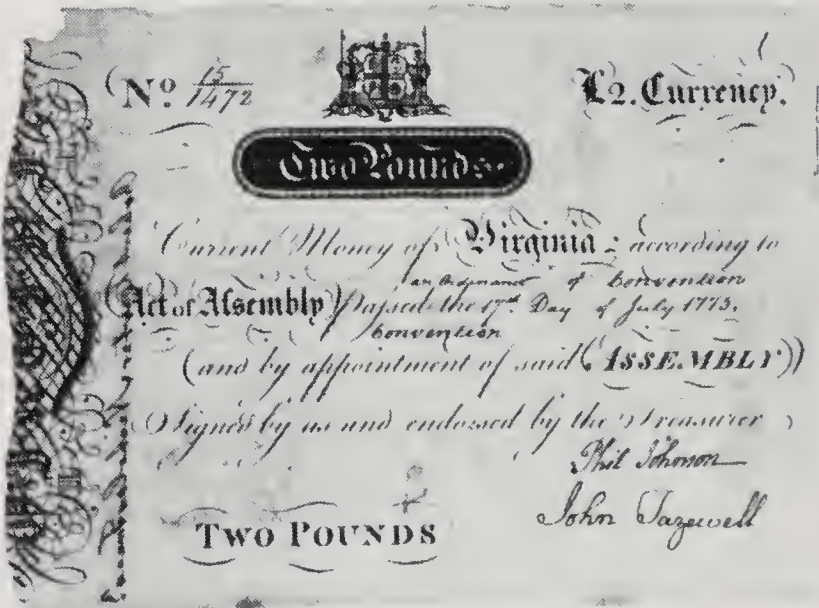 (No. 15/1472
£2. Currency.
Two Pounds
Current Money of Virginia: according to
an Ordinance of Convention
(Act of Assembly) passed the 17th Day of July 1775.
Convention
(and by appointment of said (ASSEMBLY))
Signed by us and endorsed by the Treasurer
Phil Johnson
John Tazewell
TWO POUNDS